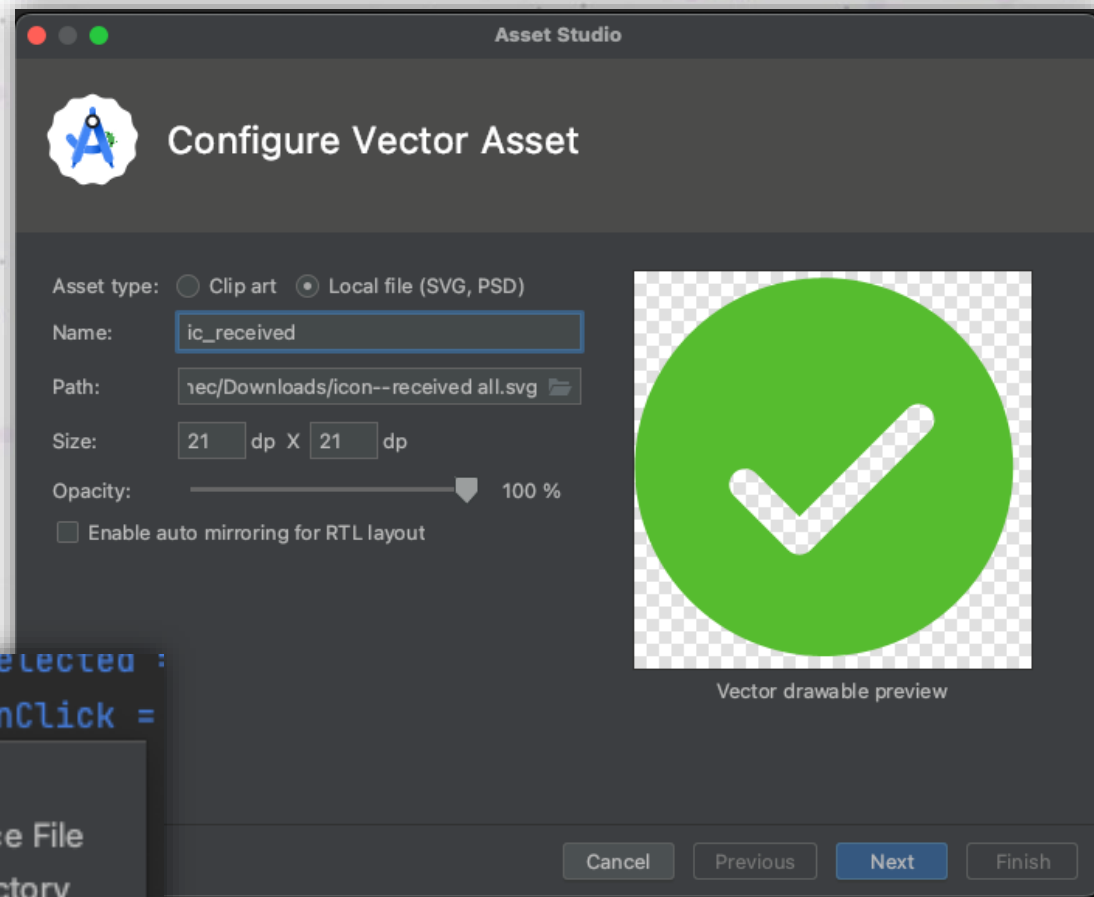 Asset Studio
Configure Vector Asset
Asset type: Clip art Local file (SVG, PSD)
Name: ic_received
Path: nec/Downloads/icon--received all.svg
Size: 21 dp X 21 dp
Opacity: 100 %
Enable auto mirroring for RTL layout
Vector drawable preview
elected =
nClick =
ce File
ctory
Cancel Previous Next Finish